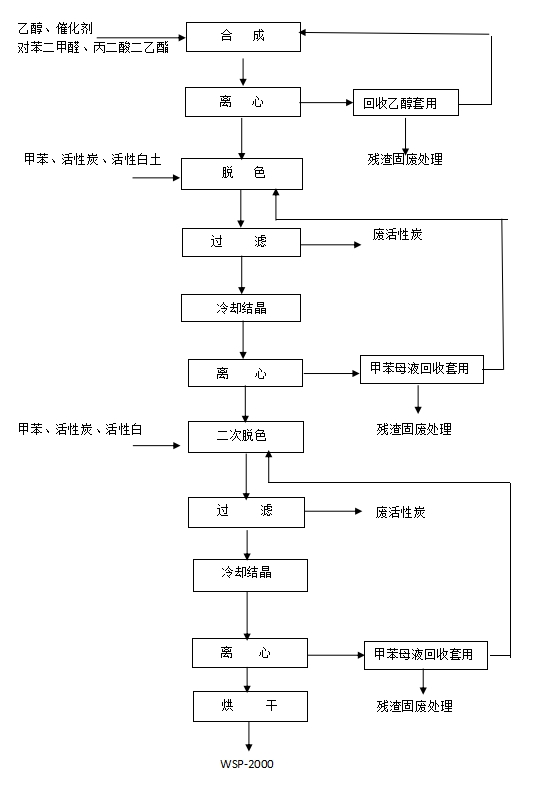 乙醇、催化剂
对苯二甲醛、丙二酸二乙酯
合 成
离 心
回收乙醇套用
残渣固废处理
甲苯、活性炭、活性白土
脱 色
过 滤
废活性炭
冷却结晶
离 心
甲苯母液回收套用
残渣固废处理
甲苯、活性炭、活性白
二次脱色
过 滤
废活性炭
冷却结晶
离 心
甲苯母液回收套用
残渣固废处理
烘 干
WSP-2000